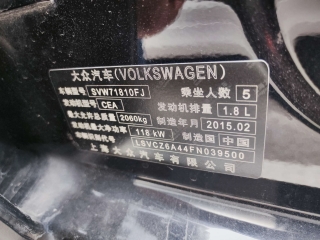 大众汽车(VOLKSWAGEN)
车辆型号 SVW71810FJ 乘坐人数 5
发动机型号 CEA 发动机排量 1.8 L
最大允许总质量 2060kg 制造年月 2015.02
发动机最大净功率 118 kW 制造国 中国
LSVCZ6A44FN039500
上海大众汽车有限公司